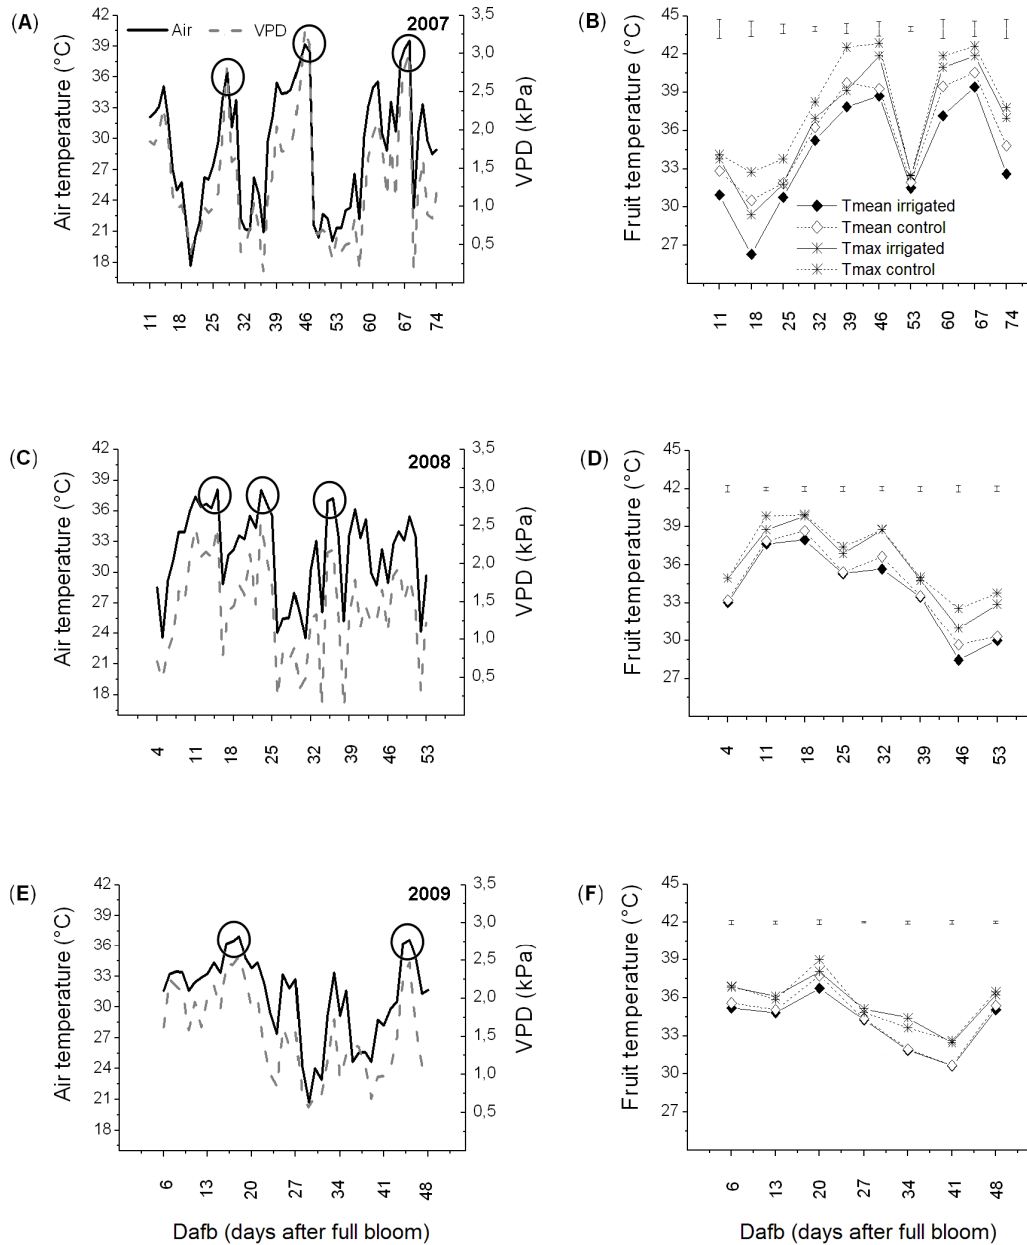 (A)
Air
VPD
2007
Air temperature (°C)
42
39
36
33
30
27
24
21
18
VPD (kPa)
3,5
3,0
2,5
2,0
1,5
1,0
0,5
11 18 25 32 39 46 53 60 67 74
(B)
Fruit temperature (°C)
45
42
39
36
33
30
27
Tmean irrigated
Tmean control
Tmax irrigated
Tmax control
11 18 25 32 39 46 53 60 67 74
(C)
2008
Air temperature (°C)
42
39
36
33
30
27
24
21
18
VPD (kPa)
3,5
3,0
2,5
2,0
1,5
1,0
0,5
4 11 18 25 32 39 46 53
(D)
Fruit temperature (°C)
45
42
39
36
33
30
27
4 11 18 25 32 39 46 53
(E)
2009
Air temperature (°C)
42
39
36
33
30
27
24
21
18
VPD (kPa)
3,5
3,0
2,5
2,0
1,5
1,0
0,5
6 13 20 27 34 41 48
Dafb (days after full bloom)
(F)
Fruit temperature (°C)
45
42
39
36
33
30
27
6 13 20 27 34 41 48
Dafb (days after full bloom)